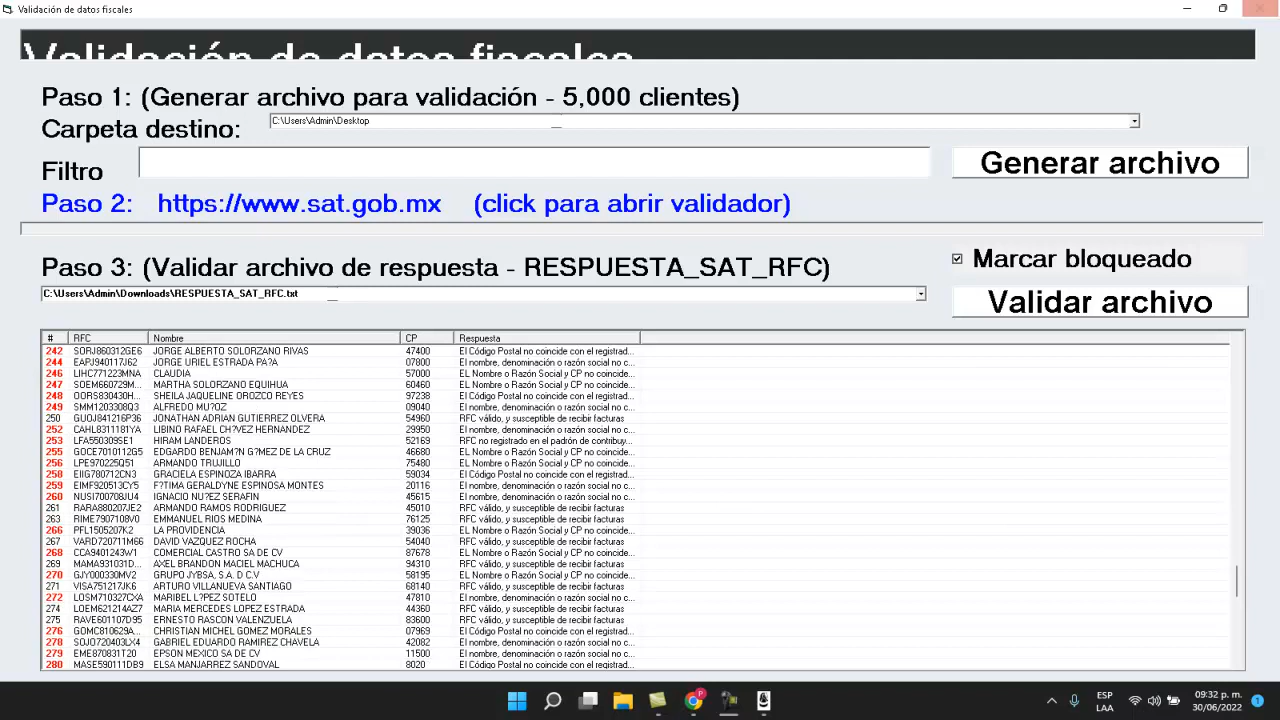 Validación de datos fiscales
Validación de datos fiscales
Paso 1: (Generar archivo para validación - 5,000 clientes)
Carpeta destino: C:\Users\Admin\Desktop
Filtro Generar archivo
Paso 2: https://www.sat.gob.mx (click para abrir validador)
Paso 3: (Validar archivo de respuesta - RESPUESTA_SAT_RFC) Marcar bloqueado
C:\Users\Admin\Downloads\RESPUESTA_SAT_RFC.txt Validar archivo
# RFC Nombre CP Respuesta
242 SORJ860312GE6 JORGE ALBERTO SOLORZANO RIVAS 47400 El Código Postal no coincide con el registrad...
244 EAPJ940117J62 JORGE URIEL ESTRADA PA?A 07800 El nombre, denominación o razón social no c...
246 LIHC771223MNA CLAUDIA 57000 EL Nombre o Razón Social y CP no coincide...
247 SOEM660729M... MARTHA SOLORZANO EQUIHUA 60460 El Código Postal no coincide con el registrad...
248 OORS830430H... SHEILA JAQUELINE OROZCO REYES 97238 El Código Postal no coincide con el registrad...
249 SMM1203308Q3 ALFREDO MU?OZ 09040 El nombre, denominación o razón social no c...
250 GUOJ841216P36 JONATHAN ADRIAN GUTIERREZ OLVERA 54960 RFC válido, y susceptible de recibir facturas
252 CAHL8311181YA LIBINO RAFAEL CH?VEZ HERNANDEZ 29950 El nombre, denominación o razón social no c...
253 LFA550309SE1 HIRAM LANDEROS 52169 RFC no registrado en el padrón de contribuy...
255 GOCE7010112G5 EDGARDO BENJAM?N G?MEZ DE LA CRUZ 46680 El nombre, denominación o razón social no c...
256 LPE970225Q51 ARMANDO TRUJILLO 75480 EL Nombre o Razón Social y CP no coincide...
258 EIIG780712CN3 GRACIELA ESPINOZA IBARRA 59034 El Código Postal no coincide con el registrad...
259 EIMF920513CY5 F?TIMA GERALDYNE ESPINOSA MONTES 20116 El nombre, denominación o razón social no c...
260 NUSI700708JU4 IGNACIO NU?EZ SERAFIN 45615 El nombre, denominación o razón social no c...
261 RARA880207JE2 ARMANDO RAMOS RODRIGUEZ 45010 RFC válido, y susceptible de recibir facturas
263 RIME7907108V0 EMMANUEL RIOS MEDINA 76125 RFC válido, y susceptible de recibir facturas
266 PFL1505207K2 LA PROVIDENCIA 39036 EL Nombre o Razón Social y CP no coincide...
267 VARD720711M66 DAVID VAZQUEZ ROCHA 54040 RFC válido, y susceptible de recibir facturas
268 CCA9401243W1 COMERCIAL CASTRO SA DE CV 87678 EL Nombre o Razón Social y CP no coincide...
269 MAMA931031D... AXEL BRANDON MACIEL MACHUCA 94310 RFC válido, y susceptible de recibir facturas
270 GJY000330MV2 GRUPO JYBSA, S.A. D C.V 58195 EL Nombre o Razón Social y CP no coincide...
271 VISA751217JK6 ARTURO VILLANUEVA SANTIAGO 68140 RFC válido, y susceptible de recibir facturas
272 LOSM710327CXA MARIBEL L?PEZ SOTELO 47810 El nombre, denominación o razón social no c...
274 LOEM621214AZ7 MARIA MERCEDES LOPEZ ESTRADA 44360 RFC válido, y susceptible de recibir facturas
275 RAVE601107D95 ERNESTO RASCON VALENZUELA 83600 RFC válido, y susceptible de recibir facturas
276 GOMC810629A... CHRISTIAN MICHEL GOMEZ MORALES 07969 El Código Postal no coincide con el registrad...
278 SOJO720403LX4 GABRIEL EDUARDO RAMIREZ CHAVELA 42082 El nombre, denominación o razón social no c...
279 EME870831T20 EPSON MEXICO SA DE CV 11500 El nombre, denominación o razón social no c...
280 MASE590111DB9 ELSA MANJARREZ SANDOVAL 8020 El Código Postal no coincide con el registrad...
P ESP LAA 09:32 p. m. 30/06/2022 1